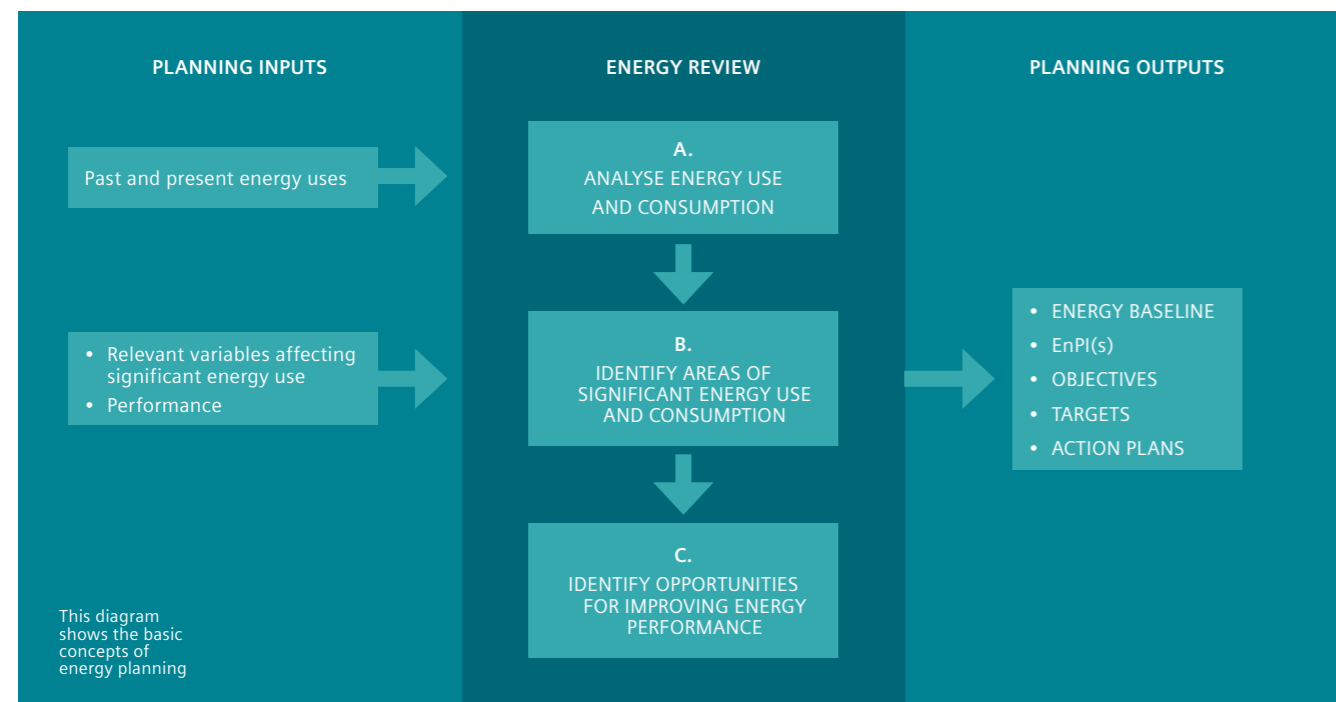 PLANNING INPUTS
Past and present energy uses
• Relevant variables affecting
significant energy use
• Performance
This diagram
shows the basic
concepts of
energy planning
ENERGY REVIEW
A.
ANALYSE ENERGY USE
AND CONSUMPTION
B.
IDENTIFY AREAS OF
SIGNIFICANT ENERGY USE
AND CONSUMPTION
C.
IDENTIFY OPPORTUNITIES
FOR IMPROVING ENERGY
PERFORMANCE
PLANNING OUTPUTS
• ENERGY BASELINE
• EnPI(s)
• OBJECTIVES
• TARGETS
• ACTION PLANS